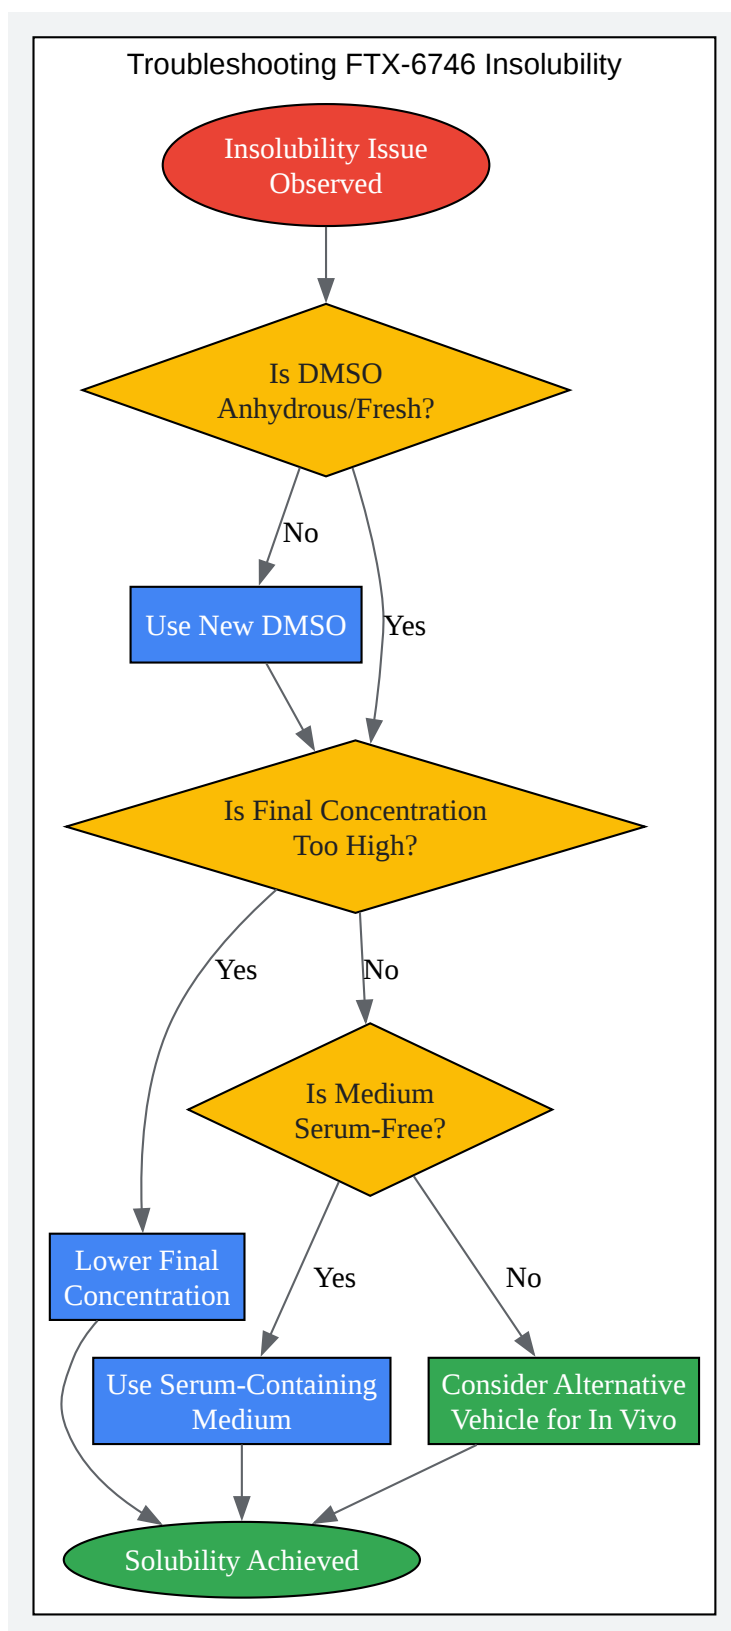 Troubleshooting FTX-6746 Insolubility
Insolubility Issue
Observed
Is DMSO
Anhydrous/Fresh?
No
Use New DMSO
Yes
Is Final Concentration
Too High?
Yes
No
Is Medium
Serum-Free?
Lower Final
Concentration
Yes
No
Use Serum-Containing
Medium
Consider Alternative
Vehicle for In Vivo
Solubility Achieved